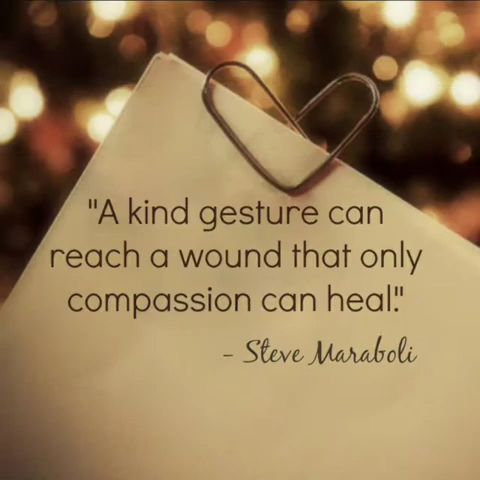 "A kind gesture can
reach a wound that only
compassion can heal."
- Steve Maraboli